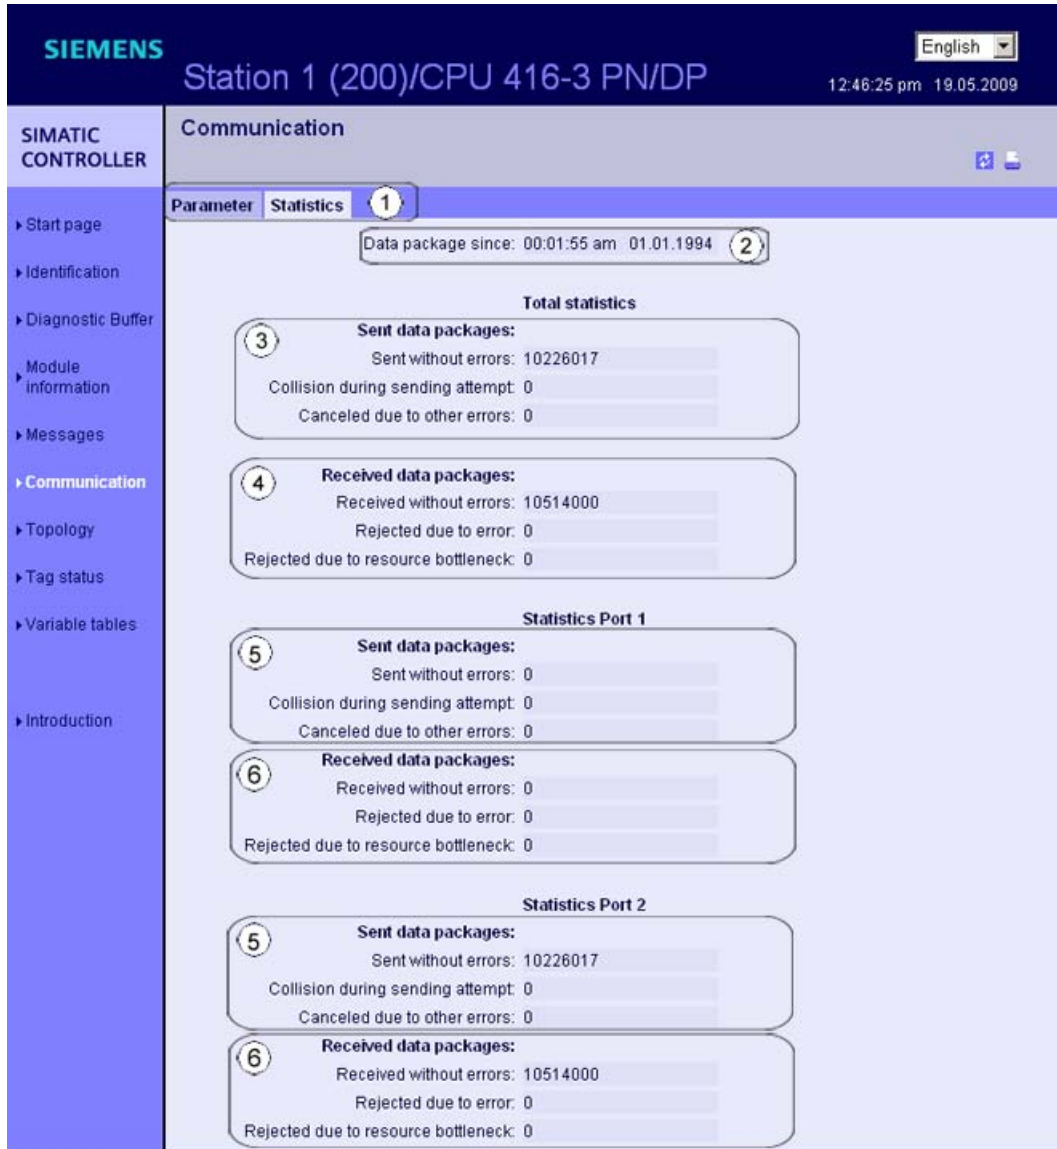 SIEMENS
English
Station 1 (200)/CPU 416-3 PN/DP
12:46:25 pm 19.05.2009
SIMATIC
CONTROLLER
Communication
Parameter Statistics 1
Start page
Identification
Diagnostic Buffer
Module
information
Messages
Communication
Topology
Tag status
Variable tables
Introduction
Data package since: 00:01:55 am 01.01.1994 2
Total statistics
3 Sent data packages:
Sent without errors: 10226017
Collision during sending attempt: 0
Canceled due to other errors: 0
4 Received data packages:
Received without errors: 10514000
Rejected due to error: 0
Rejected due to resource bottleneck: 0
Statistics Port 1
5 Sent data packages:
Sent without errors: 0
Collision during sending attempt: 0
Canceled due to other errors: 0
6 Received data packages:
Received without errors: 0
Rejected due to error: 0
Rejected due to resource bottleneck: 0
Statistics Port 2
5 Sent data packages:
Sent without errors: 10226017
Collision during sending attempt: 0
Canceled due to other errors: 0
6 Received data packages:
Received without errors: 10514000
Rejected due to error: 0
Rejected due to resource bottleneck: 0